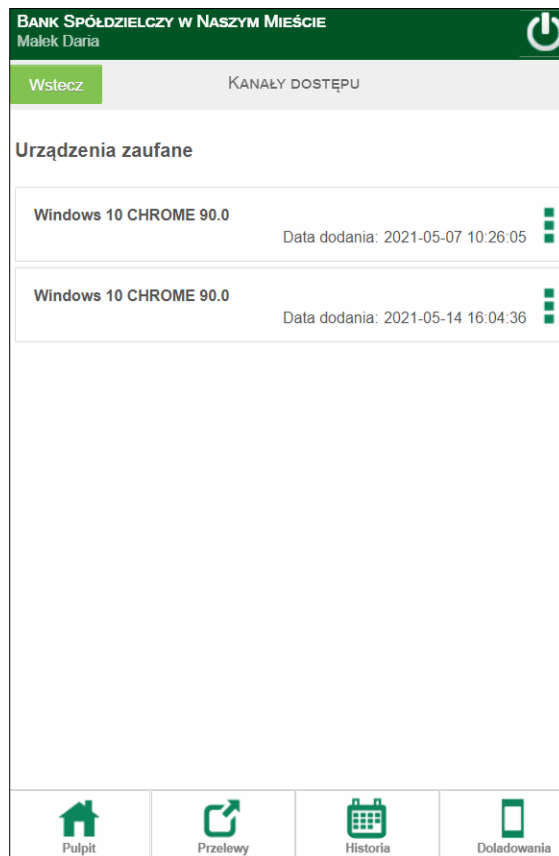 Bank Spółdzielczy w Naszym Mieście
Małek Daria
Wstecz
Kanały dostępu
Urządzenia zaufane
Windows 10 CHROME 90.0
Data dodania: 2021-05-07 10:26:05
Windows 10 CHROME 90.0
Data dodania: 2021-05-14 16:04:36
Pulpit
Przelewy
Historia
Doladowania